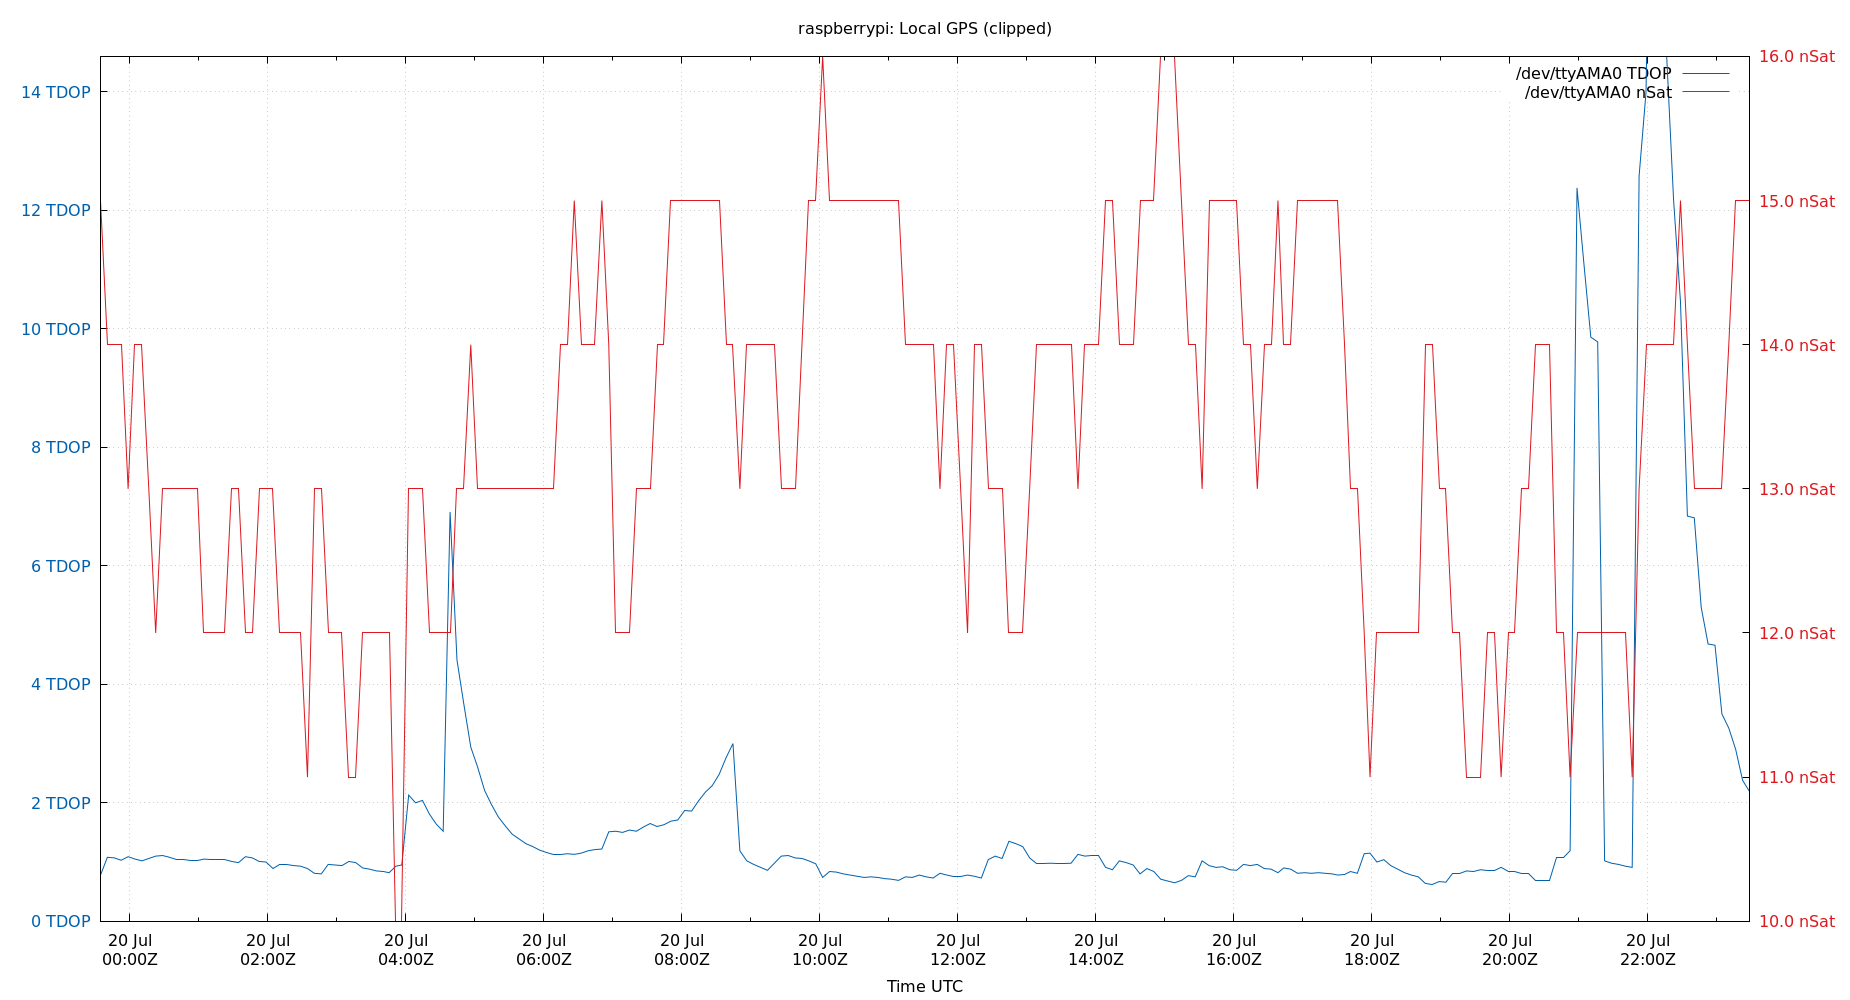 raspberrypi: Local GPS (clipped)
/dev/ttyAMA0 TDOP
/dev/ttyAMA0 nSat
14 TDOP
12 TDOP
10 TDOP
8 TDOP
6 TDOP
4 TDOP
2 TDOP
0 TDOP
16.0 nSat
15.0 nSat
14.0 nSat
13.0 nSat
12.0 nSat
11.0 nSat
10.0 nSat
20 Jul
00:00Z
20 Jul
02:00Z
20 Jul
04:00Z
20 Jul
06:00Z
20 Jul
08:00Z
20 Jul
10:00Z
20 Jul
12:00Z
20 Jul
14:00Z
20 Jul
16:00Z
20 Jul
18:00Z
20 Jul
20:00Z
20 Jul
22:00Z
Time UTC